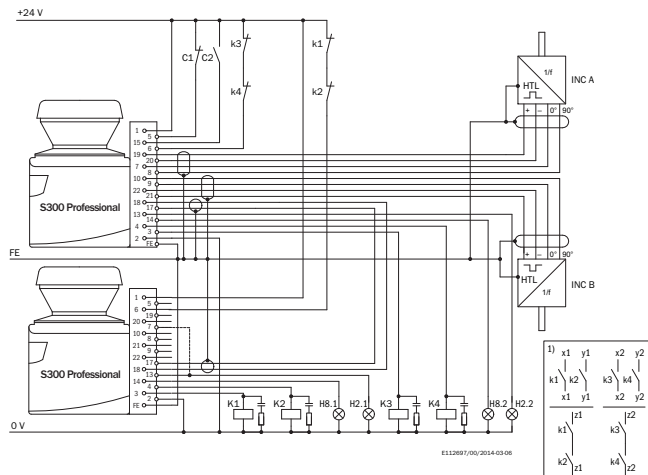 +24 V
C1 C2
k3
k4
k1
k2
1
5
15
6
19
20
7
8
10
9
22
21
18
17
13
14
4
3
2
FE
S300 Professional
FE
1
5
6
19
20
7
10
8
21
9
22
17
18
13
14
4
3
2
FE
S300 Professional
K1 K2 H8.1 H2.1 K3 K4 H8.2 H2.2
0 V
1/f
HTL
INC A
+ – 0° 90°
+ – 0° 90°
HTL
1/f
INC B
E112697/00/2014-03-06
1)
x1 y1 x2 y2
k1 k2 k3 k4
x1 y1 x2 y2
z1 z2
k1 k3
k2 k4
z1 z2